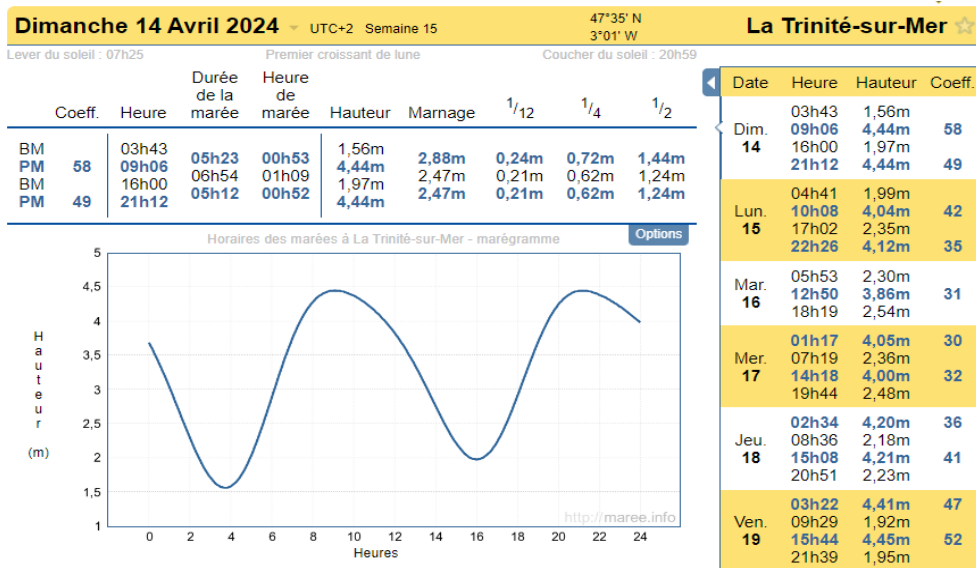 Dimanche 14 Avril 2024 UTC+2 Semaine 15 47°35' N 3°01' W
Lever du soleil : 07h25 Premier croissant de lune Coucher du soleil : 20h59
Coeff. Heure Durée de la marée Heure de marée Hauteur Marnage 1/12 1/4 1/2
BM 03h43 1,56m
PM 58 09h06 05h23 00h53 4,44m 2,88m 0,24m 0,72m 1,44m
BM 16h00 06h54 01h09 1,97m 2,47m 0,21m 0,62m 1,24m
PM 49 21h12 05h12 00h52 4,44m 2,47m 0,21m 0,62m 1,24m
Horaires des marées à La Trinité-sur-Mer - marégramme
Options
Hauteur (m)
5
4,5
4
3,5
3
2,5
2
1,5
1
http://maree.info
0 2 4 6 8 10 12 14 16 18 20 22 24
Heures
La Trinité-sur-Mer
Date Heure Hauteur Coeff.
Dim. 14
03h43 1,56m
09h06 4,44m 58
16h00 1,97m
21h12 4,44m 49
Lun. 15
04h41 1,99m
10h08 4,04m 42
17h02 2,35m
22h26 4,12m 35
Mar. 16
05h53 2,30m
12h50 3,86m 31
18h19 2,54m
Mer. 17
01h17 4,05m 30
07h19 2,36m
14h18 4,00m 32
19h44 2,48m
Jeu. 18
02h34 4,20m 36
08h36 2,18m
15h08 4,21m 41
20h51 2,23m
Ven. 19
03h22 4,41m 47
09h29 1,92m
15h44 4,45m 52
21h39 1,95m